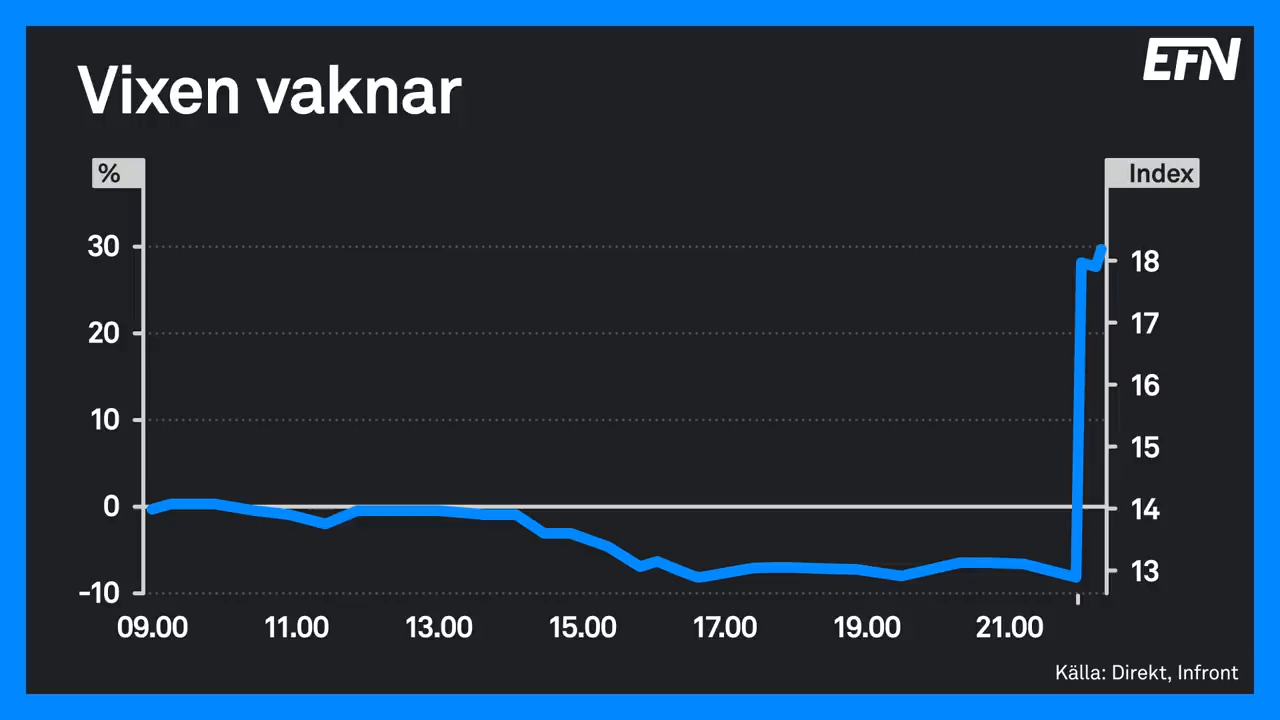 EFN
Vixen vaknar
%
Index
30
20
10
0
-10
18
17
16
15
14
13
09.00 11.00 13.00 15.00 17.00 19.00 21.00
Källa: Direkt, Infront